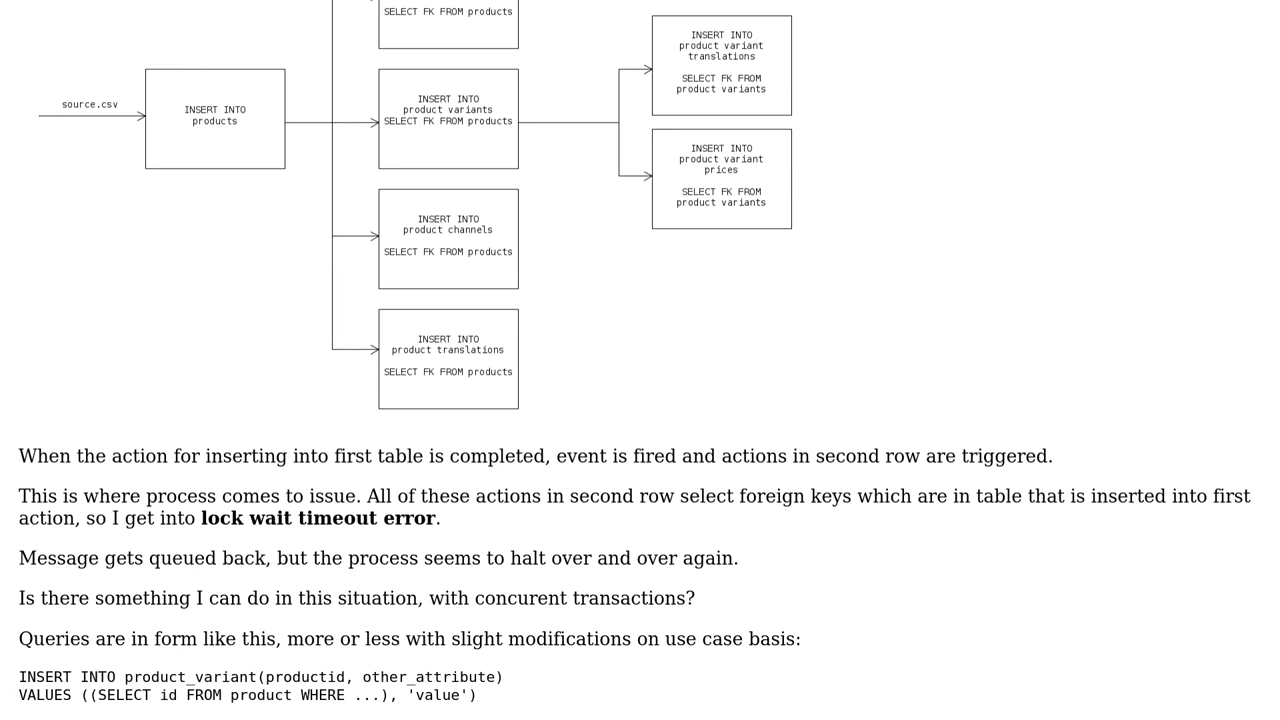 SELECT FK FROM products
INSERT INTO
product variant
translations
SELECT FK FROM
product variants
source.csv
INSERT INTO
products
INSERT INTO
product variants
SELECT FK FROM products
INSERT INTO
product variant
prices
SELECT FK FROM
product variants
INSERT INTO
product channels
SELECT FK FROM products
INSERT INTO
product translations
SELECT FK FROM products
When the action for inserting into first table is completed, event is fired and actions in second row are triggered.
This is where process comes to issue. All of these actions in second row select foreign keys which are in table that is inserted into first
action, so I get into lock wait timeout error.
Message gets queued back, but the process seems to halt over and over again.
Is there something I can do in this situation, with concurent transactions?
Queries are in form like this, more or less with slight modifications on use case basis:
INSERT INTO product_variant(productid, other_attribute)
VALUES ((SELECT id FROM product WHERE ...), 'value')